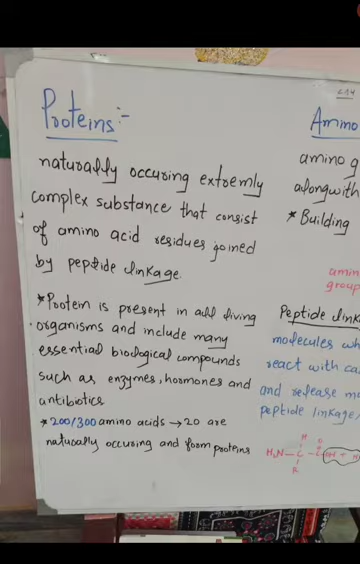 Proteins:-
naturally occuring extremly
complex substance that consist
of amino acid residues joined
by peptide linkage.
*Protein is present in all living
organisms and include many
essential biological compounds
such as enzymes, hormones and
antibiotics
* 200/300 amino acids → 20 are
naturally occuring and form proteins
Amino
amino g
alongwith
* Building
amin
group
Peptide link
molecules wh
react with ca
and release mo
peptide linkage
H
O
H₂N-C-C-OH + H
R